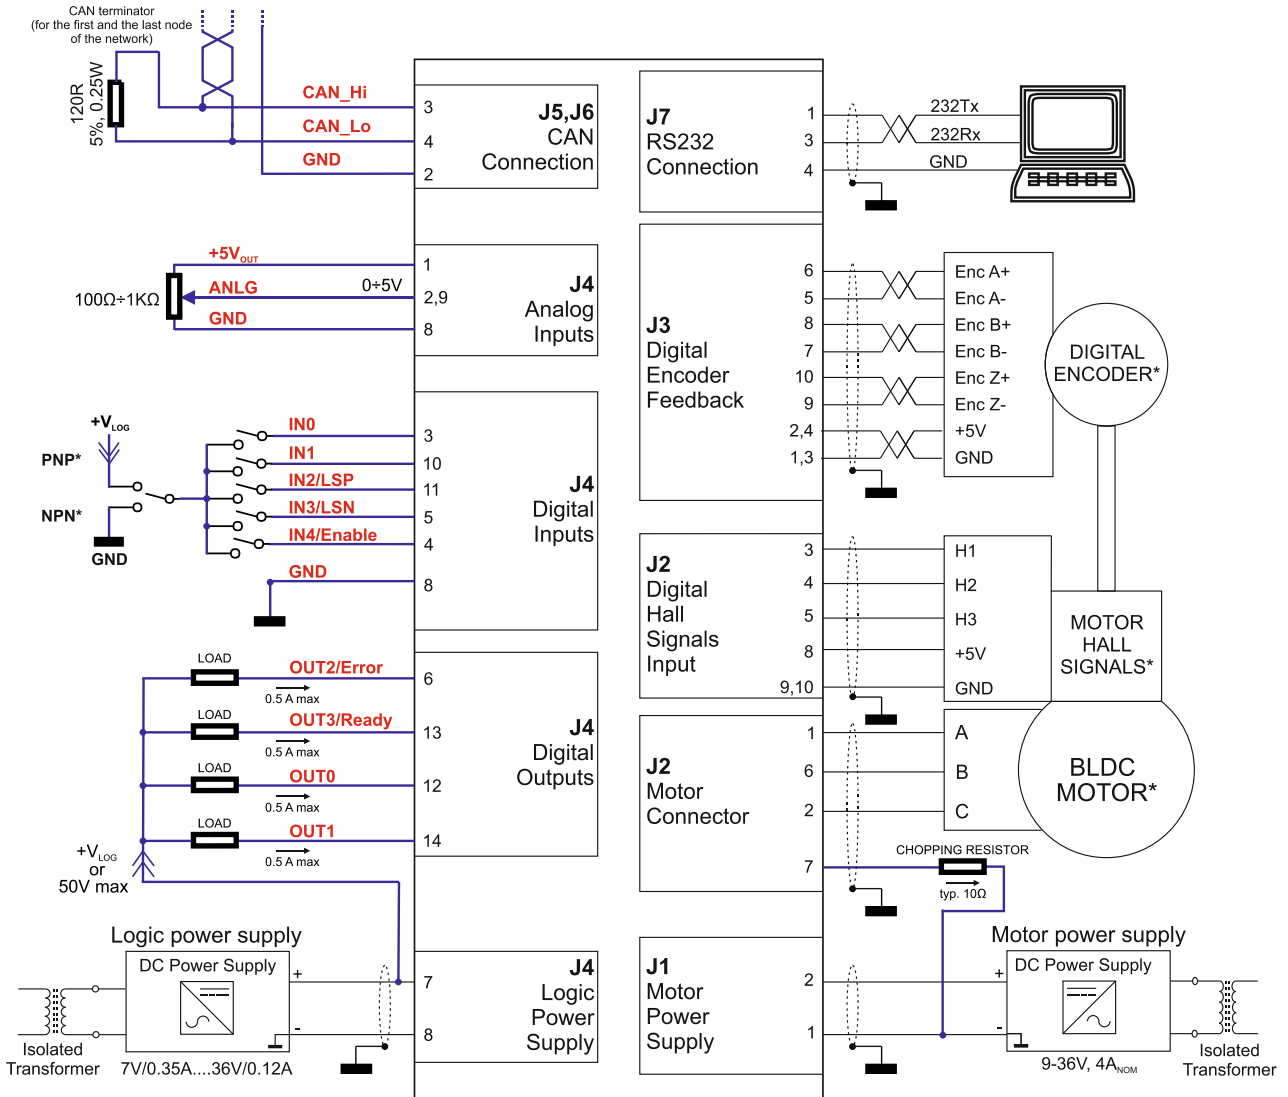 CAN terminator
(for the first and the last node
of the network)
120R
5%, 0.25W
CAN_Hi
3
CAN_Lo
4
GND
2
J5,J6
CAN
Connection
J7
RS232
Connection
1
3
4
232Tx
232Rx
GND
+5VOUT
1
100Ω÷1KΩ
ANLG
0÷5V
2,9
GND
8
J4
Analog
Inputs
J3
Digital
Encoder
Feedback
6
5
8
7
10
9
2,4
1,3
Enc A+
Enc A-
Enc B+
Enc B-
Enc Z+
Enc Z-
+5V
GND
DIGITAL
ENCODER*
+VLOG
PNP*
NPN*
GND
IN0
3
IN1
10
IN2/LSP
11
IN3/LSN
5
IN4/Enable
4
GND
8
J4
Digital
Inputs
J2
Digital
Hall
Signals
Input
3
4
5
8
9,10
H1
H2
H3
+5V
GND
MOTOR
HALL
SIGNALS*
LOAD
OUT2/Error
0.5 A max
6
LOAD
OUT3/Ready
0.5 A max
13
LOAD
OUT0
0.5 A max
12
LOAD
OUT1
0.5 A max
14
+VLOG
or
50V max
J4
Digital
Outputs
J2
Motor
Connector
1
6
2
7
A
B
C
BLDC
MOTOR*
CHOPPING RESISTOR
typ. 10Ω
Logic power supply
DC Power Supply
+
-
Isolated
Transformer
7V/0.35A....36V/0.12A
7
8
J4
Logic
Power
Supply
J1
Motor
Power
Supply
2
1
Motor power supply
+
DC Power Supply
-
9-36V, 4ANOM
Isolated
Transformer